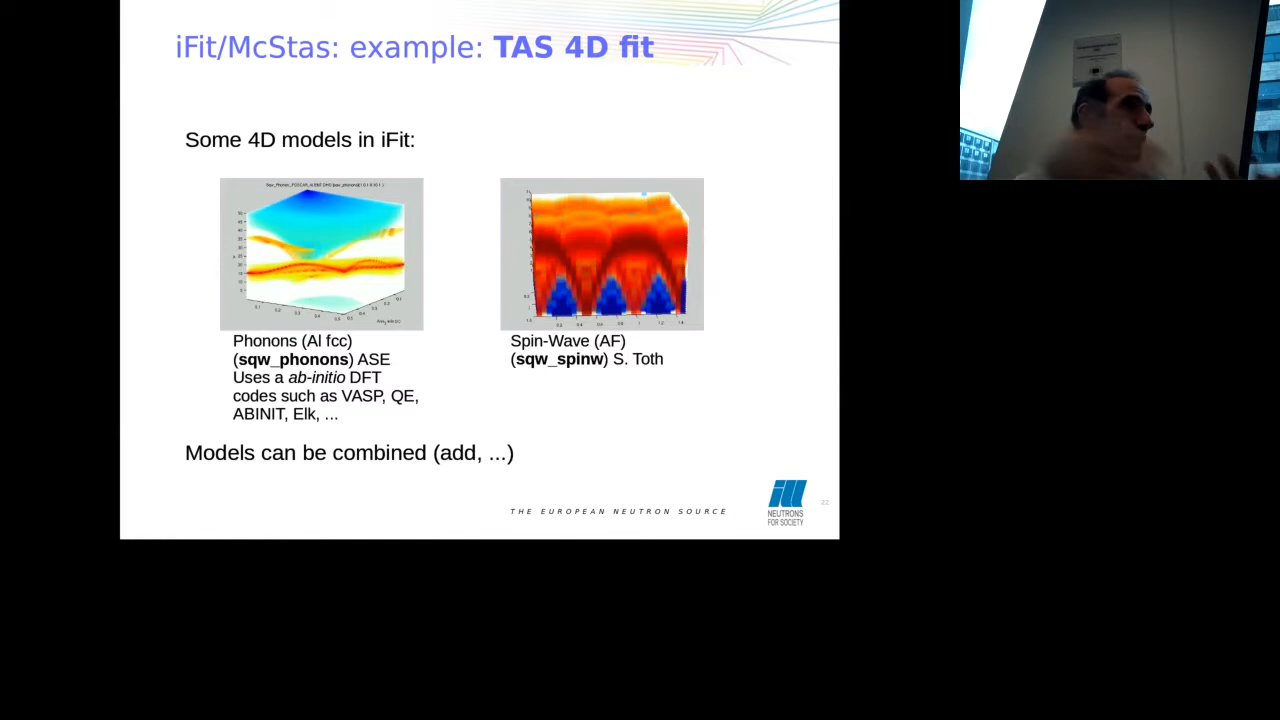 iFit/McStas: example: TAS 4D fit
Some 4D models in iFit:
Phonons (Al fcc)
(sqw_phonons) ASE
Uses a ab-initio DFT
codes such as VASP, QE,
ABINIT, Elk, ...
Spin-Wave (AF)
(sqw_spinw) S. Toth
Models can be combined (add, ...)
THE EUROPEAN NEUTRON SOURCE
ill
NEUTRONS
FOR SOCIETY
22